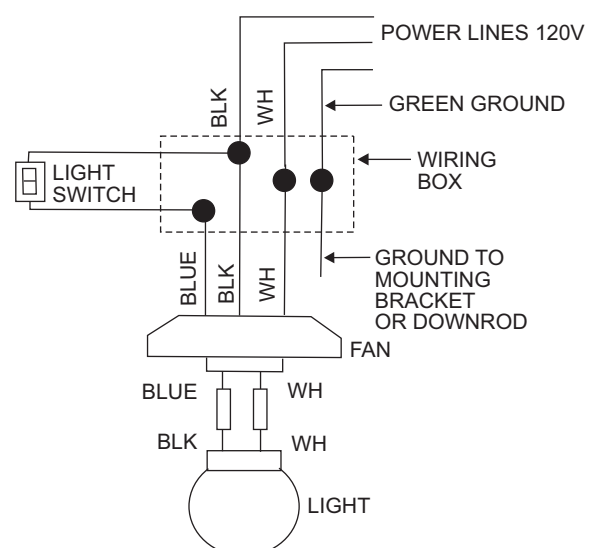 POWER LINES 120V
BLK
WH
GREEN GROUND
WIRING
BOX
LIGHT
SWITCH
BLUE
BLK
WH
GROUND TO
MOUNTING
BRACKET
OR DOWNROD
FAN
BLUE
WH
BLK
WH
LIGHT